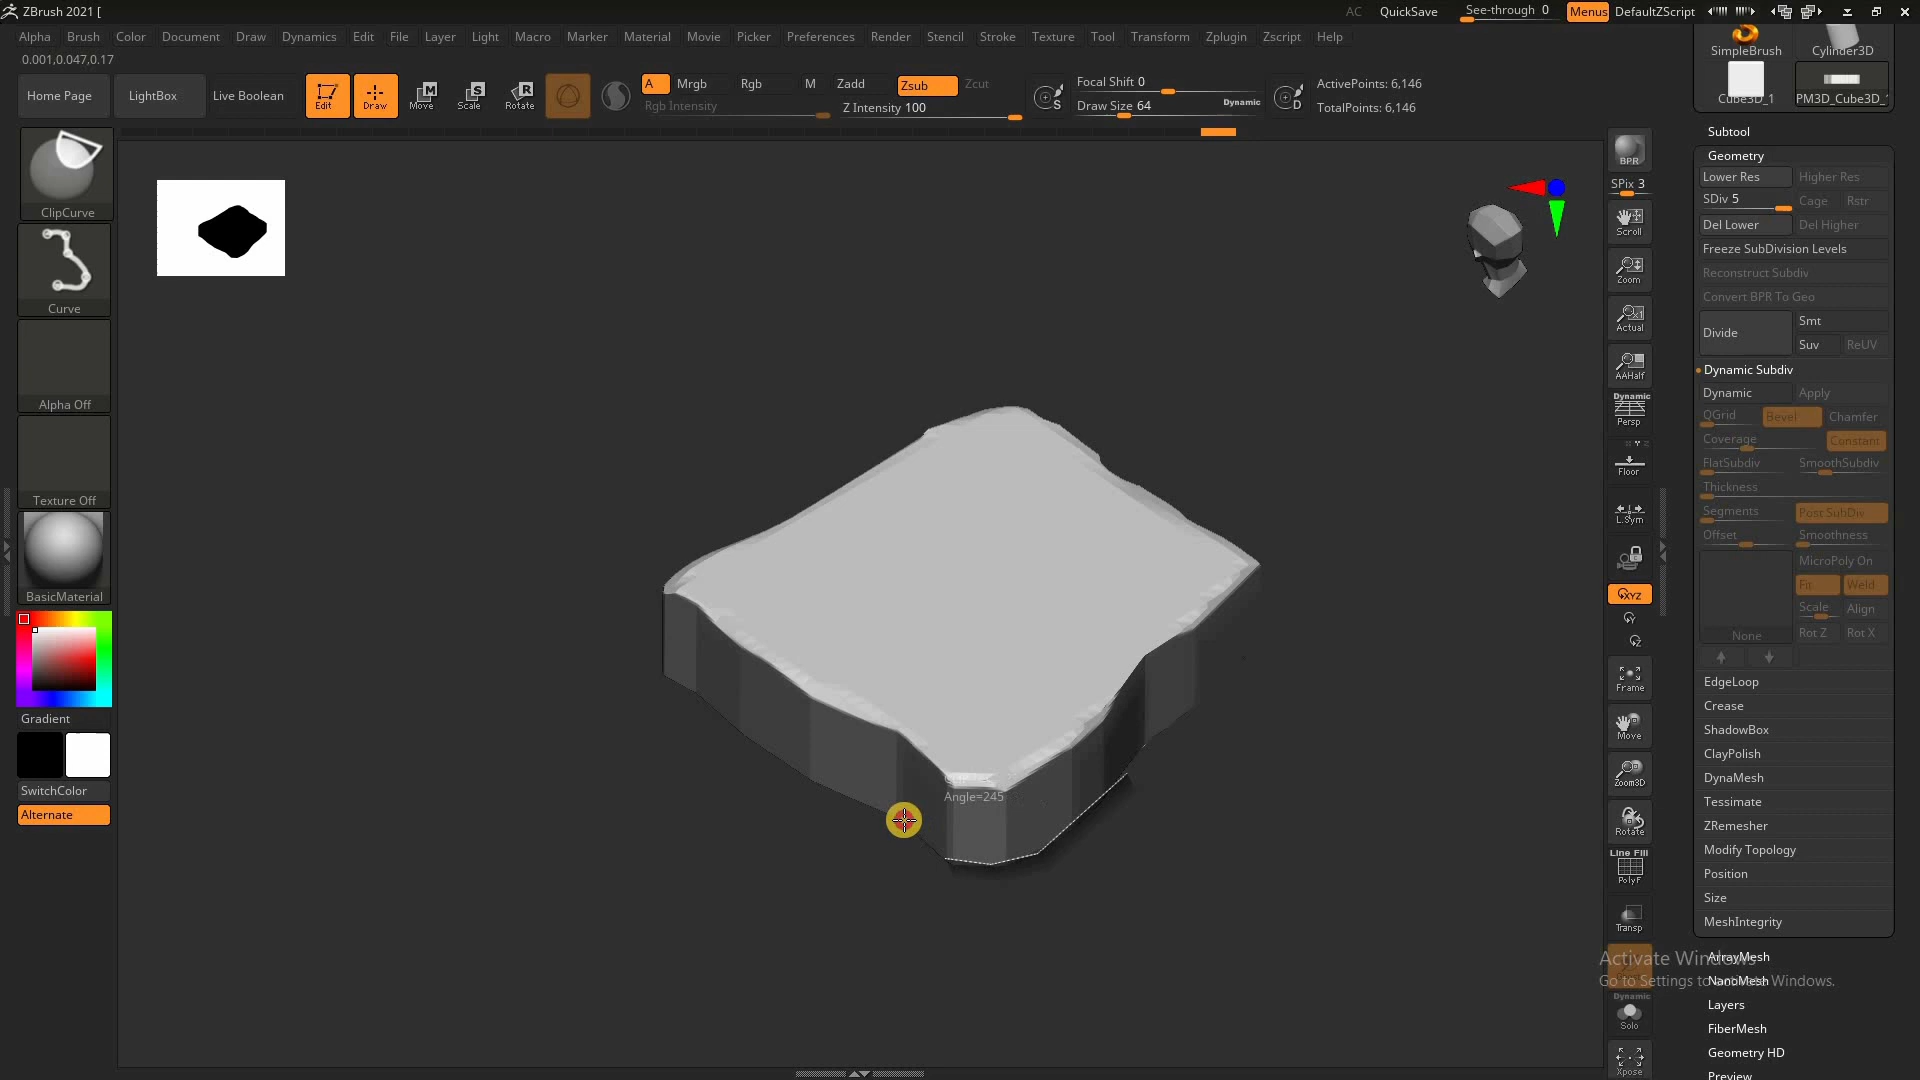 ZBrush 2021 [
AC
QuickSave
See-through 0
Menus
DefaultZScript
Alpha Brush Color Document Draw Dynamics Edit File Layer Light Macro Marker Material Movie Picker Preferences Render Stencil Stroke Texture Tool Transform Zplugin Zscript Help
0.001,0.047,0.17
Home Page
LightBox
Live Boolean
Edit
Draw
Move
Scale
Rotate
A
Mrgb
Rgb
M
Zadd
Zsub
Zcut
Rgb Intensity
Z Intensity 100
S
Focal Shift 0
Draw Size 64
Dynamic
D
ActivePoints: 6,146
TotalPoints: 6,146
ClipCurve
Curve
Alpha Off
Texture Off
BasicMaterial
Gradient
SwitchColor
Alternate
Angle=245
BPR
SPix 3
Scroll
Zoom
Actual
AAHalf
Dynamic
Persp
Floor
L.Sym
XYZ
Frame
Move
Zoom3D
Rotate
Line Fill
PolyF
Transp
Dynamic
Solo
Xpose
SimpleBrush
Cylinder3D
Cube3D_1
PM3D_Cube3D_
Subtool
Geometry
Lower Res
Higher Res
SDiv 5
Cage
Rstr
Del Lower
Del Higher
Freeze SubDivision Levels
Reconstruct Subdiv
Convert BPR To Geo
Divide
Smt
Suv
ReUV
Dynamic Subdiv
Dynamic
Apply
QGrid
Bevel
Chamfer
Coverage
Constant
FlatSubdiv
SmoothSubdiv
Thickness
Segments
Post SubDiv
Offset
Smoothness
MicroPoly On
Fit
Weld
Scale
Align
None
Rot Z
Rot X
EdgeLoop
Crease
ShadowBox
ClayPolish
DynaMesh
Tessimate
ZRemesher
Modify Topology
Position
Size
MeshIntegrity
ArrayMesh
NanoMesh
Layers
FiberMesh
Geometry HD
Preview
Activate Windows
Go to Settings to activate Windows.